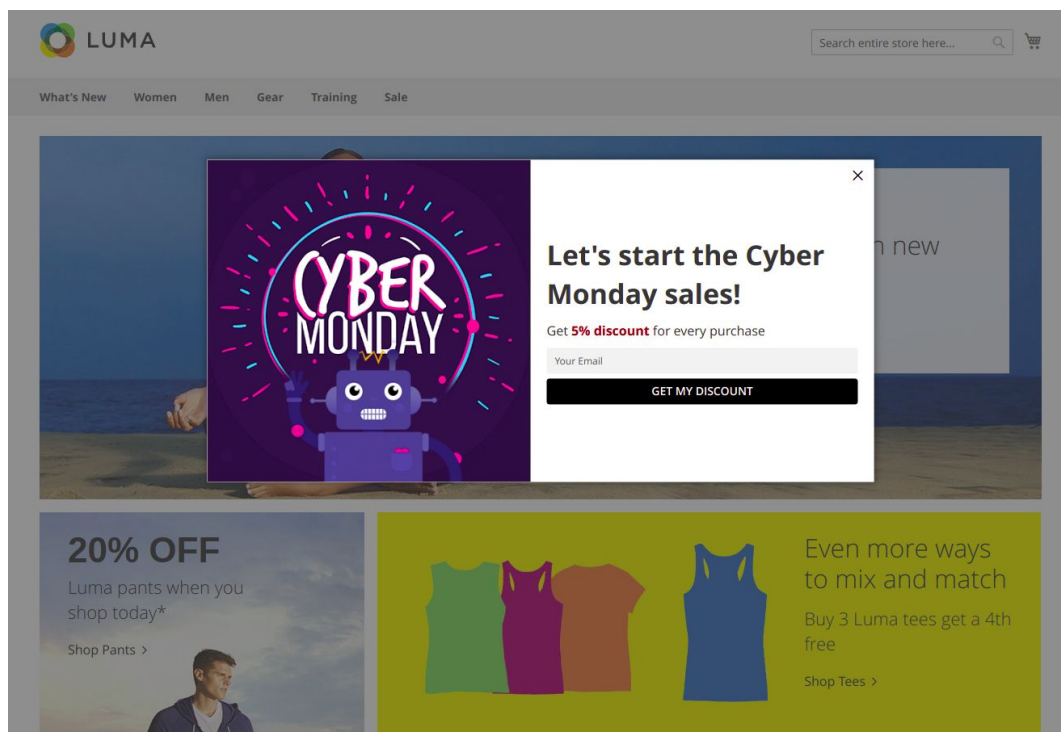 LUMA
Search entire store here...
What's New Women Men Gear Training Sale
CYBER
MONDAY
Let's start the Cyber
Monday sales!
Get 5% discount for every purchase
Your Email
GET MY DISCOUNT
new
20% OFF
Luma pants when you
shop today*
Shop Pants >
Even more ways
to mix and match
Buy 3 Luma tees get a 4th
free
Shop Tees >